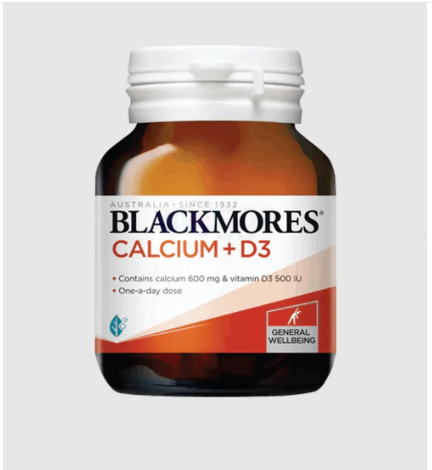 AUSTRALIA • SINCE 1932
BLACKMORES®
CALCIUM + D3
• Contains calcium 600 mg & vitamin D3 500 IU
• One-a-day dose
GENERAL
WELLBEING